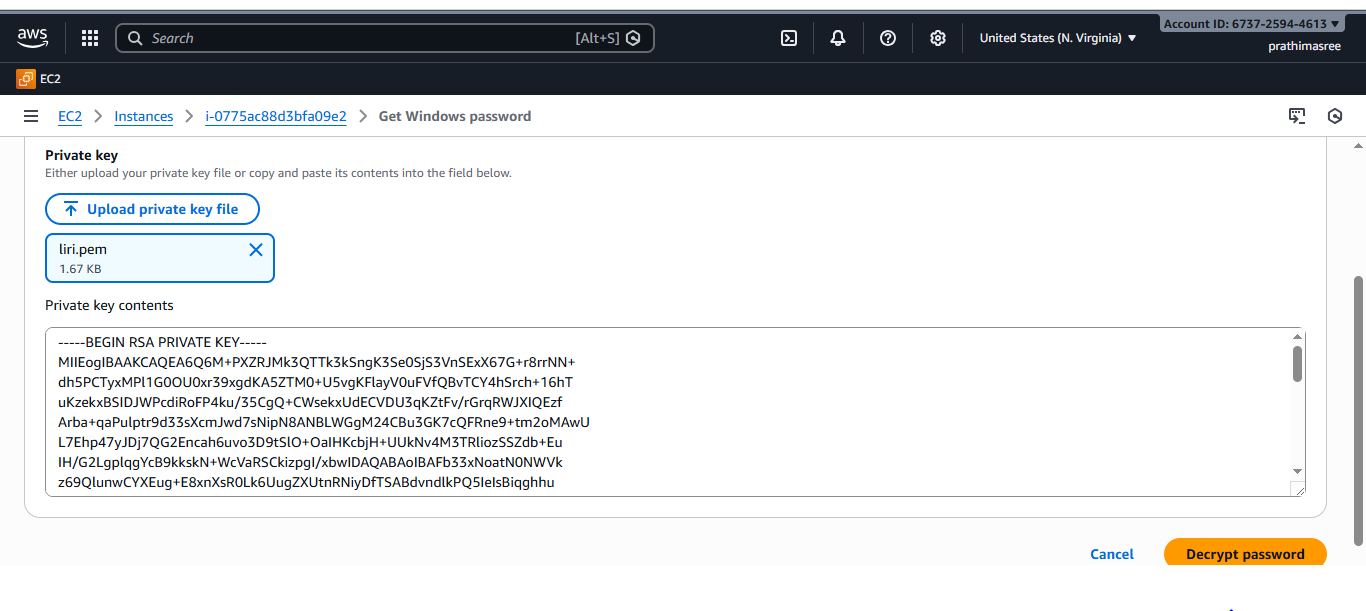 aws
Search
[Alt+S]
United States (N. Virginia)
Account ID: 6737-2594-4613
prathimasree
EC2
EC2 > Instances > i-0775ac88d3bfa09e2 > Get Windows password
Private key
Either upload your private key file or copy and paste its contents into the field below.
Upload private key file
liri.pem
1.67 KB
Private key contents
-----BEGIN RSA PRIVATE KEY-----
MIIEogIBAAKCAQEA6Q6M+PXZRJMk3QTTk3kSngK3Se0SjS3VnSExX67G+r8rrNN+
dh5PCTyxMPl1G0OU0xr39xgdKA5ZTM0+U5vgKFlayV0uFVfQBvTCY4hSrch+16hT
uKzekxBSIDJWPcdiRoFP4ku/35CgQ+CWsekxUdECVDU3qKZtFv/rGrqRWJXIQEzf
Arba+qaPulptr9d33sXcmJwd7sNipN8ANBLWGgM24CBu3GK7cQFRne9+tm2oMAwU
L7Ehp47yJDj7QG2Encah6uvo3D9tSlO+OaIHKcbjH+UUkNv4M3TRliozSSZdb+Eu
IH/G2LgplqgYcB9kkskN+WcVaRSCkizpgI/xbwIDAQABAoIBAFb33xNoatN0NWVk
z69QlunwCYXEug+E8xnXsR0Lk6UugZXUtnRNiyDfTSABdvndlkPQ5IeIsBiqghhu
Cancel
Decrypt password